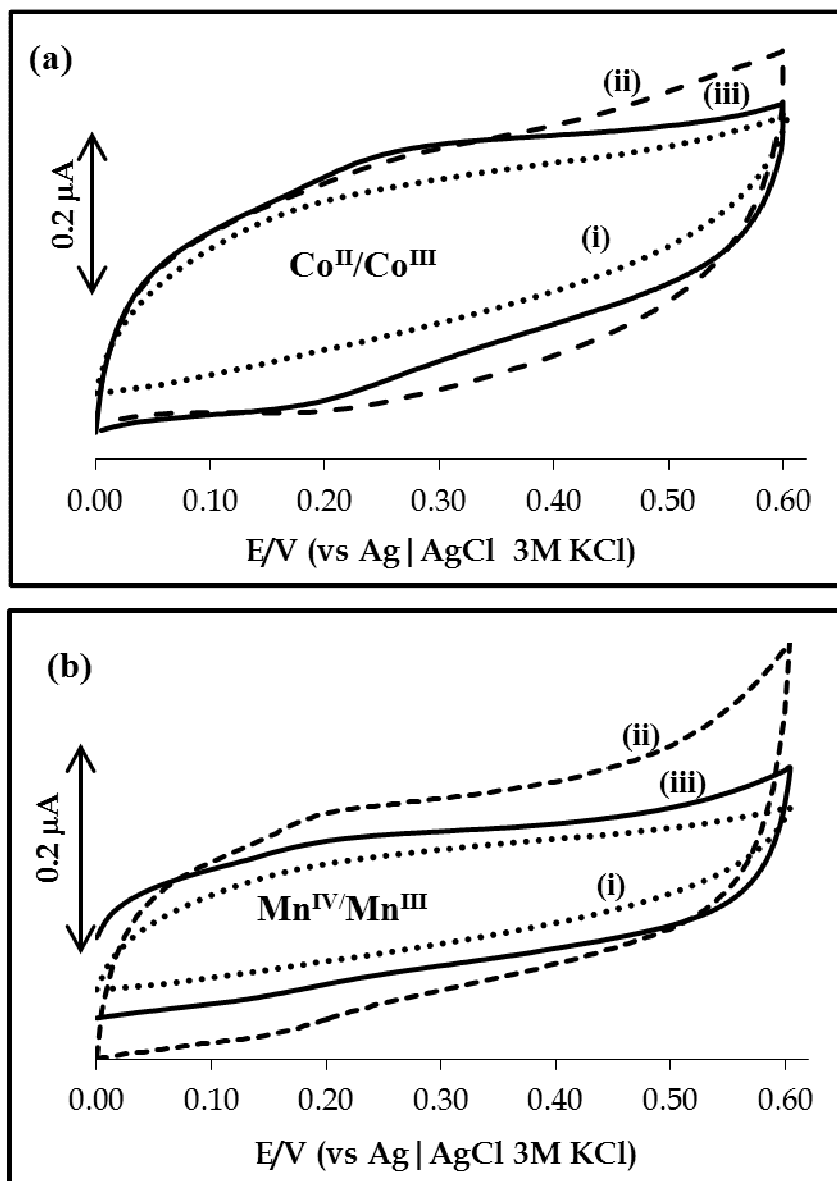 (a)
(ii)
(iii)
0.2 µA
(i)
Co^II/Co^III
0.00 0.10 0.20 0.30 0.40 0.50 0.60
E/V (vs Ag|AgCl 3M KCl)
(b)
(ii)
(iii)
0.2 µA
(i)
Mn^IV/Mn^III
0.00 0.10 0.20 0.30 0.40 0.50 0.60
E/V (vs Ag|AgCl 3M KCl)